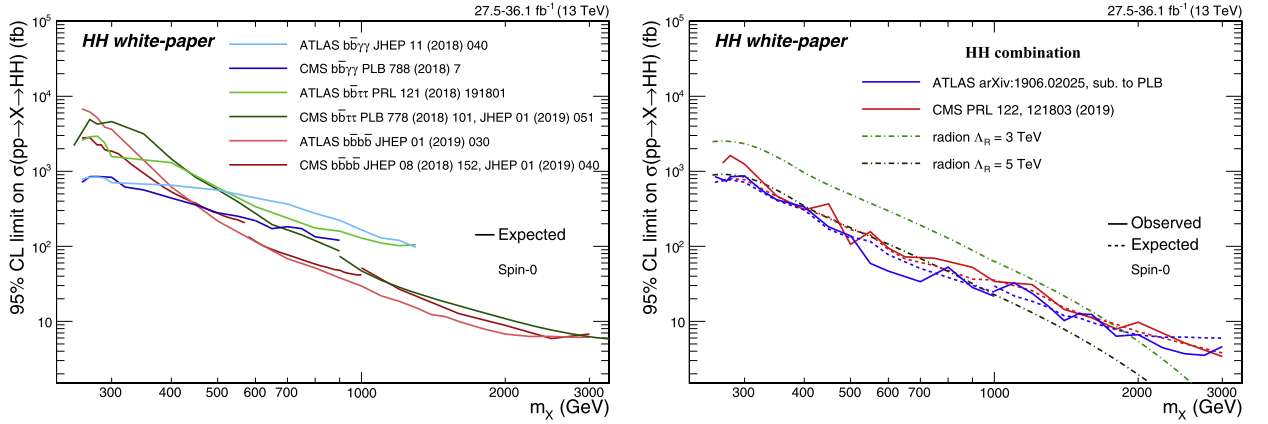 27.5-36.1 fb⁻¹ (13 TeV)
95% CL limit on σ(pp→X→HH) (fb)
10⁵
10⁴
10³
10²
10
HH white-paper
ATLAS bb̅γγ JHEP 11 (2018) 040
CMS bb̅γγ PLB 788 (2018) 7
ATLAS bb̅ττ PRL 121 (2018) 191801
CMS bb̅ττ PLB 778 (2018) 101, JHEP 01 (2019) 051
ATLAS bb̅bb̅ JHEP 01 (2019) 030
CMS bb̅bb̅ JHEP 08 (2018) 152, JHEP 01 (2019) 040
Expected
Spin-0
300 400 500 600 700 1000 2000 3000
m_X (GeV)
27.5-36.1 fb⁻¹ (13 TeV)
95% CL limit on σ(pp→X→HH) (fb)
10⁵
10⁴
10³
10²
10
HH white-paper
HH combination
ATLAS arXiv:1906.02025, sub. to PLB
CMS PRL 122, 121803 (2019)
radion Λ_R = 3 TeV
radion Λ_R = 5 TeV
Observed
Expected
Spin-0
300 400 500 600 700 1000 2000 3000
m_X (GeV)